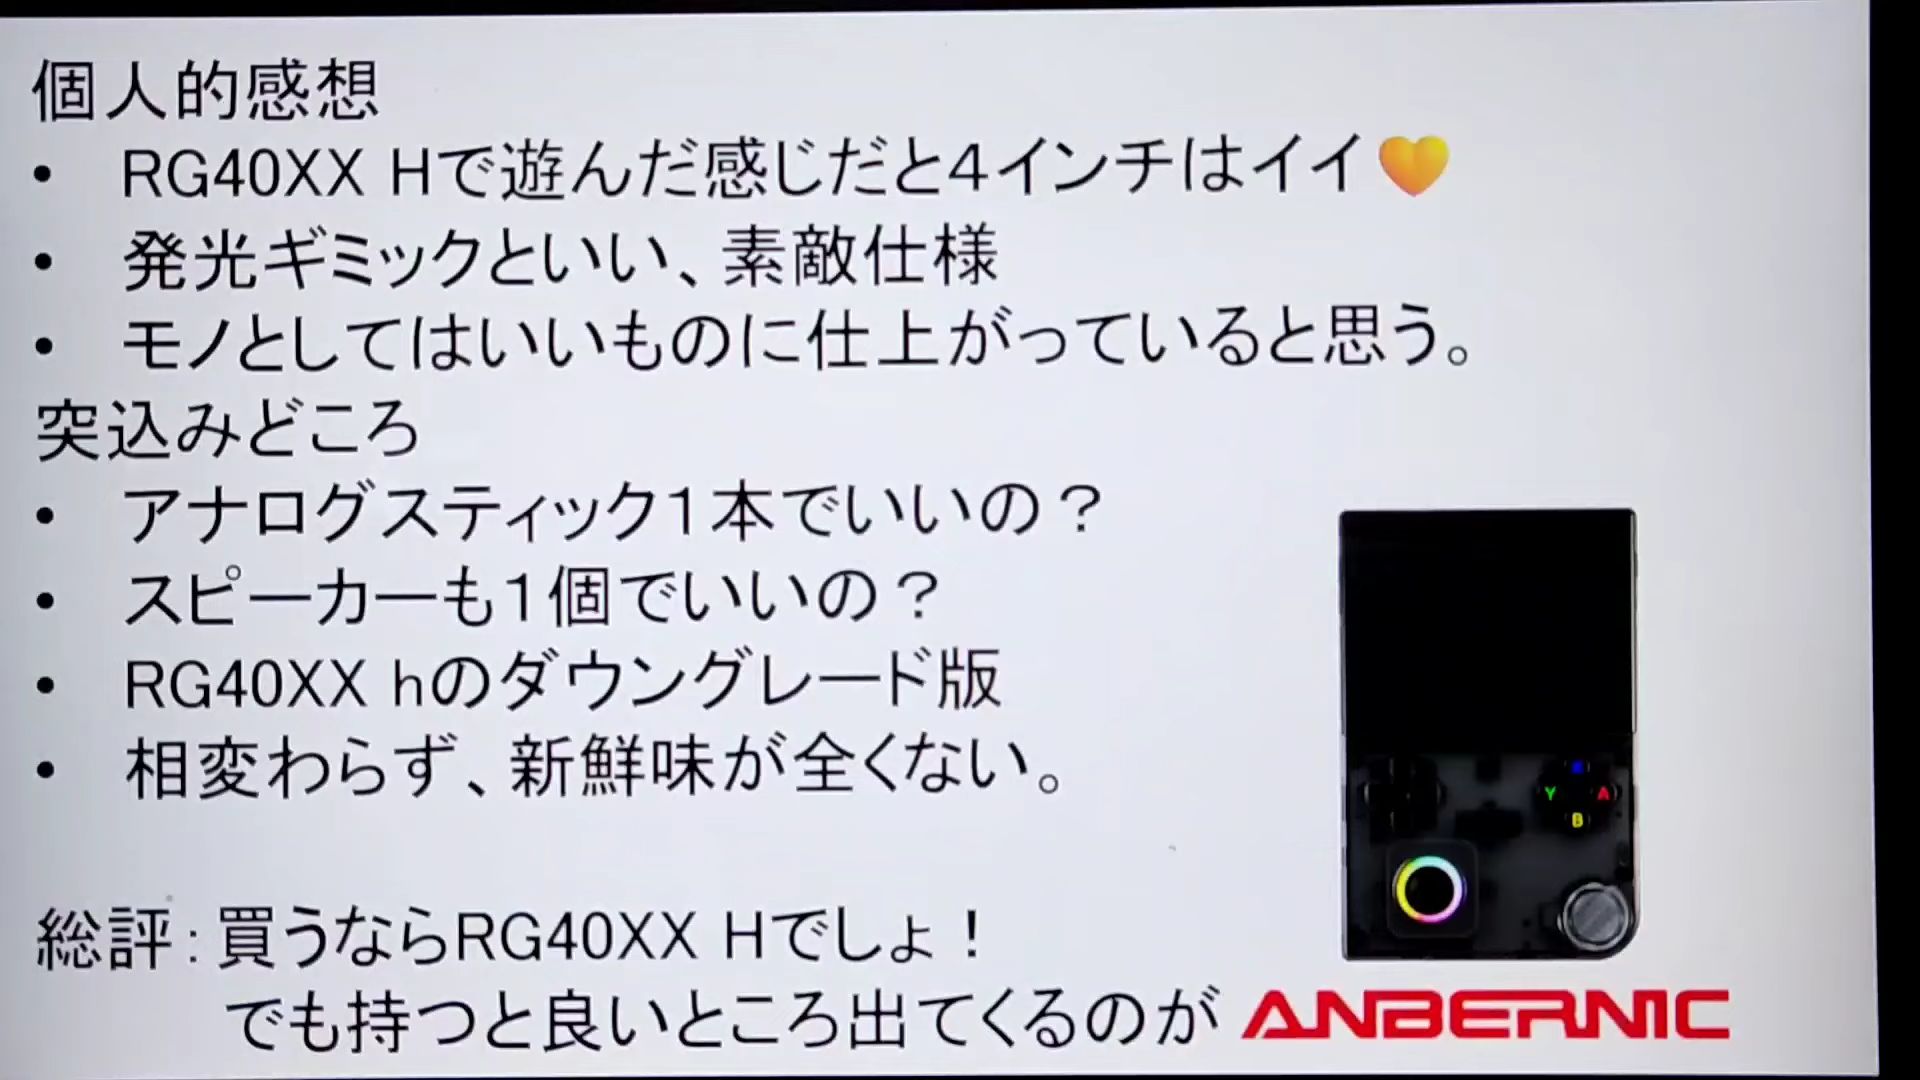 個人的感想
• RG40XX Hで遊んだ感じだと4インチはイイ🧡
• 発光ギミックといい、素敵仕様
• モノとしてはいいものに仕上がっていると思う。
突込みどころ
• アナログスティック1本でいいの？
• スピーカーも1個でいいの？
• RG40XX hのダウングレード版
• 相変わらず、新鮮味が全くない。
Y A
B
総評：買うならRG40XX Hでしょ！
でも持つと良いところ出てくるのが ANBERNIC